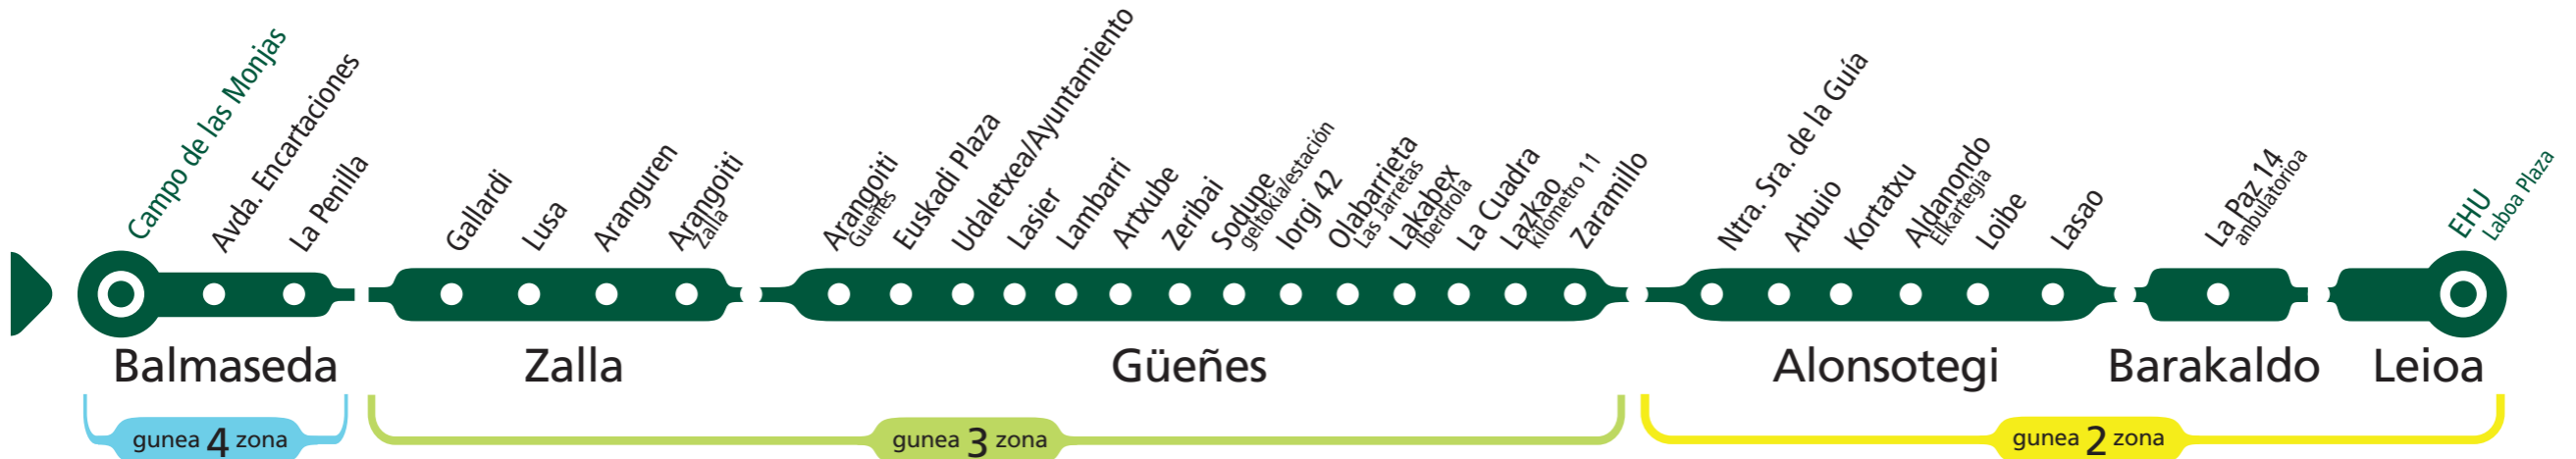 Campo de las Monjas
Avda. Encartaciones
La Penilla
Gallardi
Lusa
Aranguren
Arangoiti
Zalla
Arangoiti
Güeñes
Euskadi Plaza
Udaletxea/Ayuntamiento
Lasier
Lambarri
Artxube
Zeribai
Sodupe
geltokia/estación
Iorgi 42
Olabarrieta
Las Jarretas
Lakabex
Iberdrola
La Cuadra
Lazkao
kilómetro 11
Zaramillo
Ntra. Sra. de la Guía
Arbuio
Kortatxu
Aldanondo
Elkartegia
Loibe
Lasao
La Paz 14
anbulatorioa
EHU
Laboa Plaza
Balmaseda
Zalla
Güeñes
Alonsotegi
Barakaldo
Leioa
gunea 4 zona
gunea 3 zona
gunea 2 zona